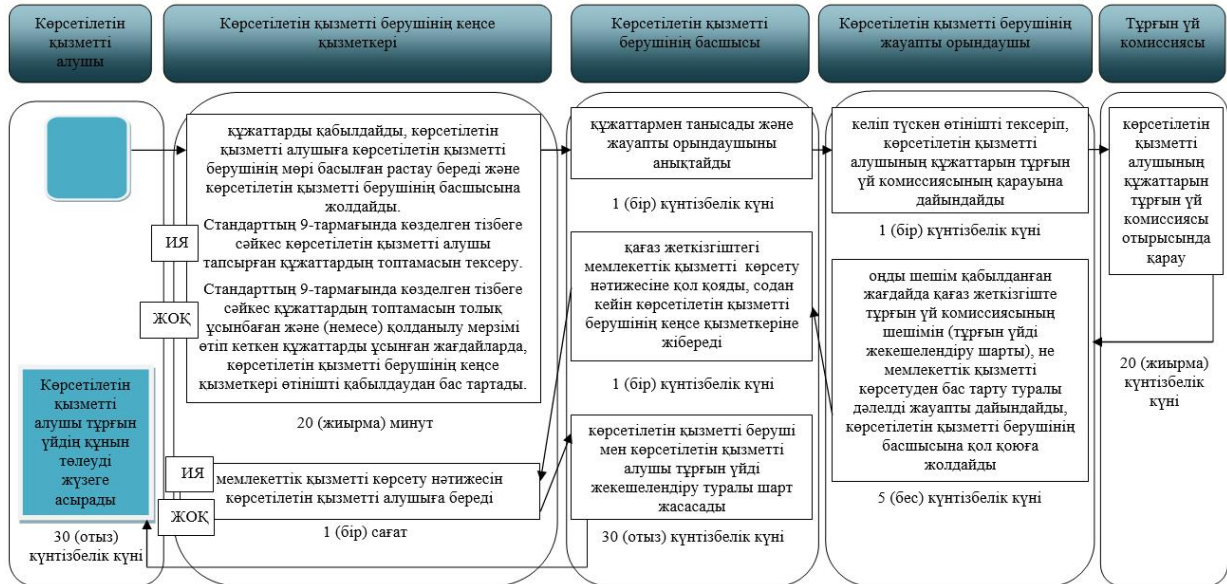 Көрсетілетін
қызметті
алушы
Көрсетілетін қызметті берушінің кеңсе
қызметкері
Көрсетілетін қызметті
берушінің басшысы
Көрсетілетін қызметті берушінің
жауапты орындаушы
Тұрғын үй
комиссиясы
құжаттарды қабылдайды, көрсетілетін
қызметті алушыға көрсетілетін қызметті
берушінің мөрі басылған растау береді және
көрсетілетін қызметті берушінің басшысына
жолдайды.
ИЯ
Стандарттың 9-тармағында көзделген тізбеге
сәйкес көрсетілетін қызметті алушы
тапсырған құжаттардың топтамасын тексеру.
ЖОҚ
Стандарттың 9-тармағында көзделген тізбеге
сәйкес құжаттардың топтамасын толық
ұсынбаған және (немесе) қолданылу мерзімі
өтіп кеткен құжаттарды ұсынған жағдайларда,
көрсетілетін қызметті берушінің кеңсе
қызметкері өтінішті қабылдаудан бас тартады.
20 (жиырма) минут
құжаттармен танысады және
жауапты орындаушыны
анықтайды
1 (бір) күнтізбелік күні
келіп түскен өтінішті тексеріп,
көрсетілетін қызметті
алушының құжаттарын тұрғын
үй комиссиясының қарауына
дайындайды
1 (бір) күнтізбелік күні
көрсетілетін
қызметті
алушының
құжаттарын
тұрғын үй
комиссиясы
отырысында
қарау
20 (жиырма)
күнтізбелік
күні
оңды шешім қабылданған
жағдайда қағаз жеткізгіште
тұрғын үй комиссиясының
шешімін (тұрғын үйді
жекешелендіру шарты), не
мемлекеттік қызметті
көрсетуден бас тарту туралы
дәлелді жауапты дайындайды,
көрсетілетін қызметті берушінің
басшысына қол қоюға
жолдайды
5 (бес) күнтізбелік күні
қағаз жеткізгіштегі
мемлекеттік қызметті көрсету
нәтижесіне қол қояды, содан
кейін көрсетілетін қызметті
берушінің кеңсе қызметкеріне
жібереді
1 (бір) күнтізбелік күні
ИЯ
мемлекеттік қызметті көрсету нәтижесін
көрсетілетін қызметті алушыға береді
ЖОҚ
1 (бір) сағат
көрсетілетін қызметті беруші
мен көрсетілетін қызметті
алушы тұрғын үйді
жекешелендіру туралы шарт
жасасады
30 (отыз) күнтізбелік күні
Көрсетілетін
қызметті
алушы тұрғын
үйдің құнын
төлеуді
жүзеге
асырады
30 (отыз)
күнтізбелік күні